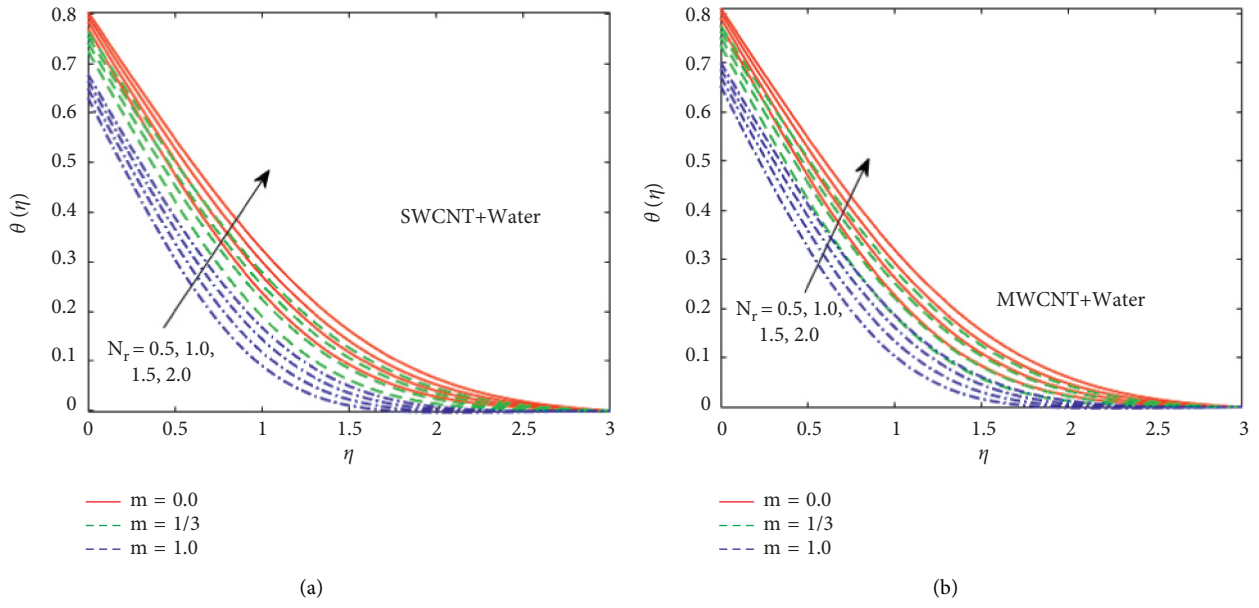 0.8
0.7
0.6
0.5
0.4
0.3
0.2
0.1
0
θ (η)
SWCNT+Water
N_r = 0.5, 1.0,
1.5, 2.0
0 0.5 1 1.5 2 2.5 3
η
m = 0.0
m = 1/3
m = 1.0
(a)
0.8
0.7
0.6
0.5
0.4
0.3
0.2
0.1
0
θ (η)
MWCNT+Water
N_r = 0.5, 1.0,
1.5, 2.0
0 0.5 1 1.5 2 2.5 3
η
m = 0.0
m = 1/3
m = 1.0
(b)